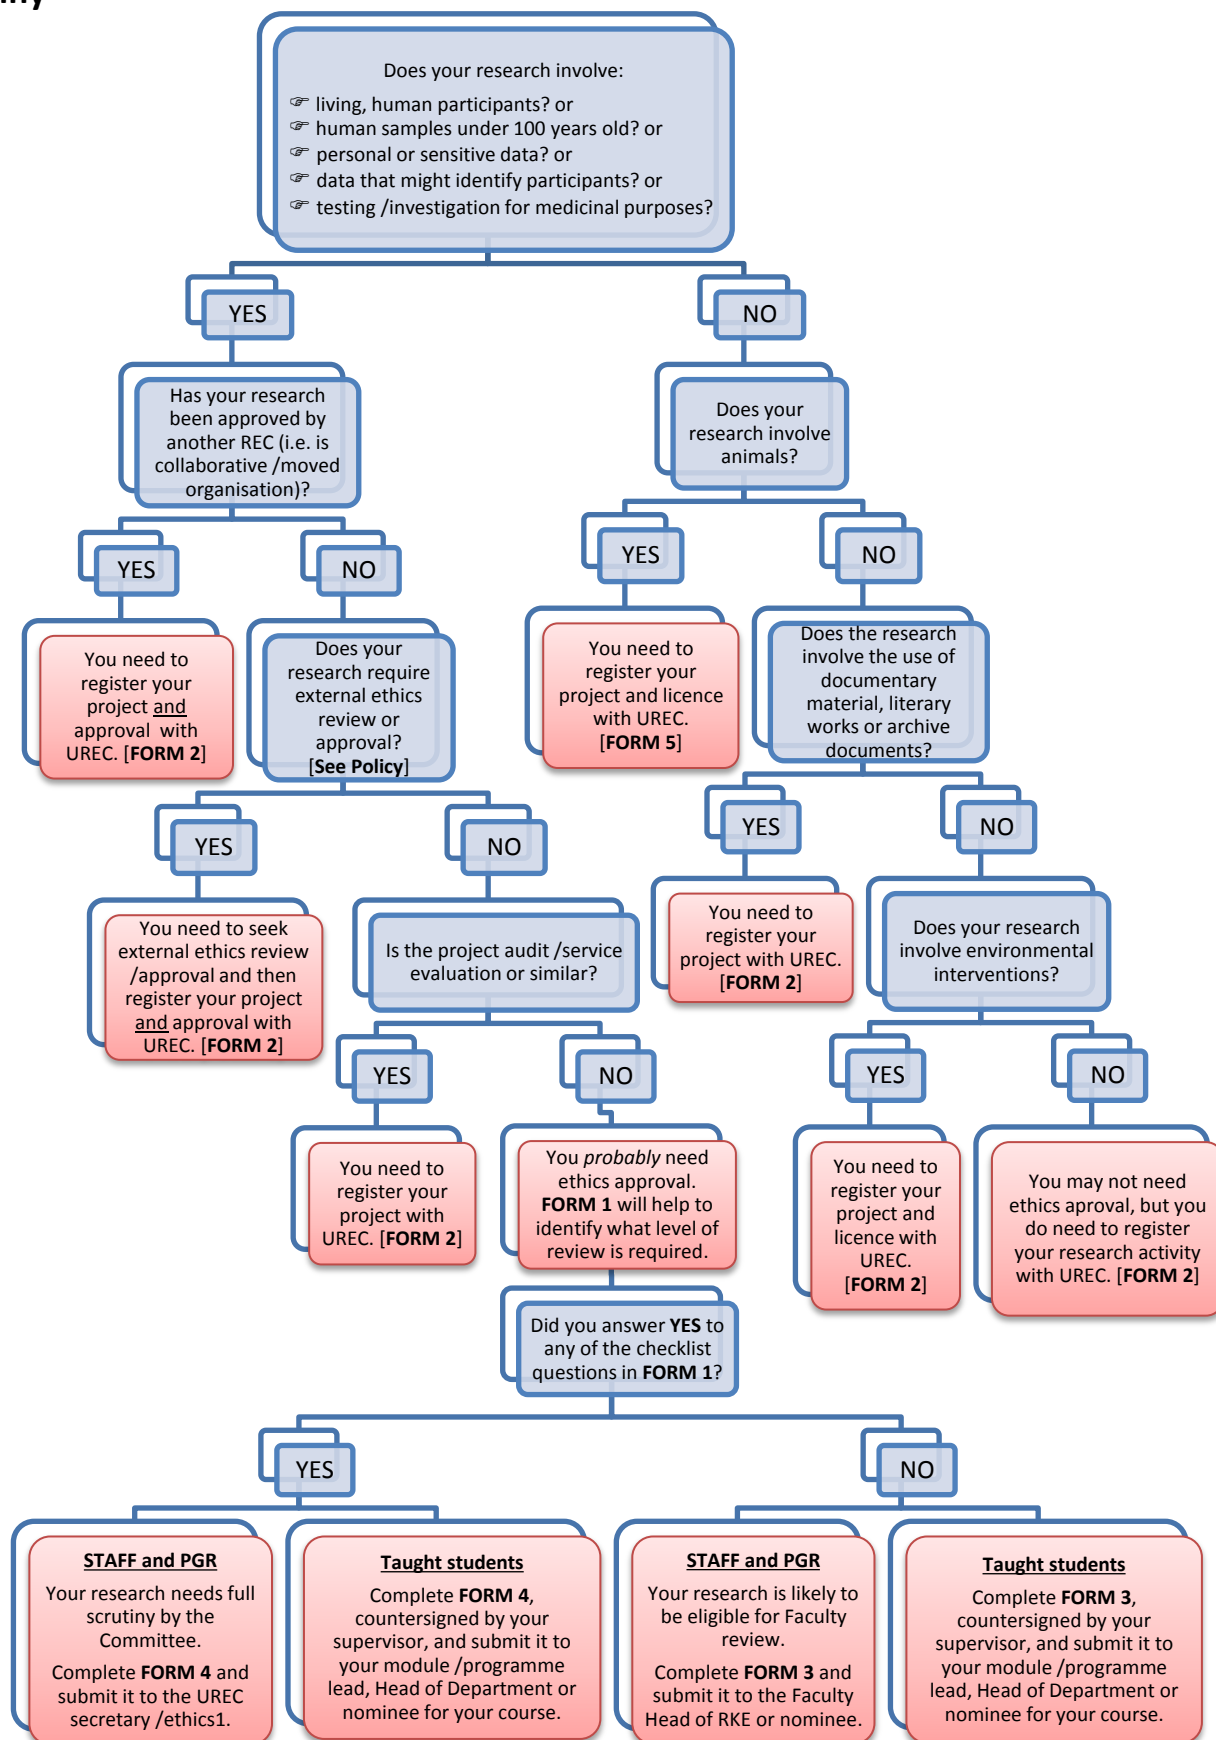 Does your research involve:
☞ living, human participants? or
☞ human samples under 100 years old? or
☞ personal or sensitive data? or
☞ data that might identify participants? or
☞ testing /investigation for medicinal purposes?
YES
NO
Has your research
been approved by
another REC (i.e. is
collaborative /moved
organisation)?
Does your
research involve
animals?
YES
NO
YES
NO
You need to
register your
project and
approval with
UREC. [FORM 2]
Does your
research require
external ethics
review or
approval?
[See Policy]
You need to
register your
project and licence
with UREC.
[FORM 5]
Does the research
involve the use of
documentary
material, literary
works or archive
documents?
YES
NO
YES
NO
You need to seek
external ethics review
/approval and then
register your project
and approval with
UREC. [FORM 2]
Is the project audit /service
evaluation or similar?
You need to
register your
project with UREC.
[FORM 2]
Does your research
involve environmental
interventions?
YES
NO
YES
NO
You need to
register your
project with
UREC. [FORM 2]
You probably need
ethics approval.
FORM 1 will help to
identify what level of
review is required.
You need to
register your
project and
licence with
UREC.
[FORM 2]
You may not need
ethics aproval, but you
do need to register
your research activity
with UREC. [FORM 2]
Did you answer YES to
any of the checklist
questions in FORM 1?
YES
NO
STAFF and PGR
Your research needs full
scrutiny by the
Committee.
Complete FORM 4 and
submit it to the UREC
secretary /ethics1.
Taught students
Complete FORM 4,
countersigned by your
supervisor, and submit it to
your module /programme
lead, Head of Department or
nominee for your course.
STAFF and PGR
Your research is likely to
be eligible for Faculty
review.
Complete FORM 3 and
submit it to the Faculty
Head of RKE or nominee.
Taught students
Complete FORM 3,
countersigned by your
supervisor, and submit it to
your module /programme
lead, Head of Department or
nominee for your course.